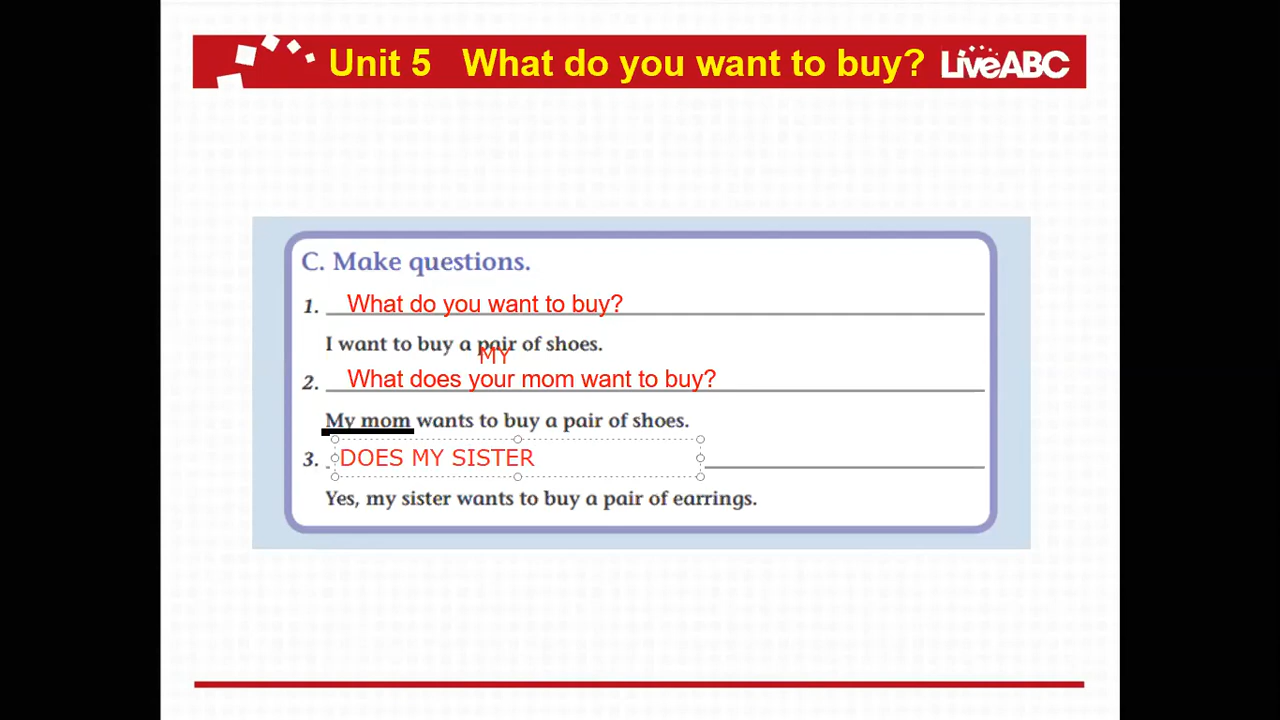 Unit 5 What do you want to buy? LiveABC
C. Make questions.
1. What do you want to buy?
I want to buy a pair of shoes.
MY
2. What does your mom want to buy?
My mom wants to buy a pair of shoes.
3. DOES MY SISTER
Yes, my sister wants to buy a pair of earrings.